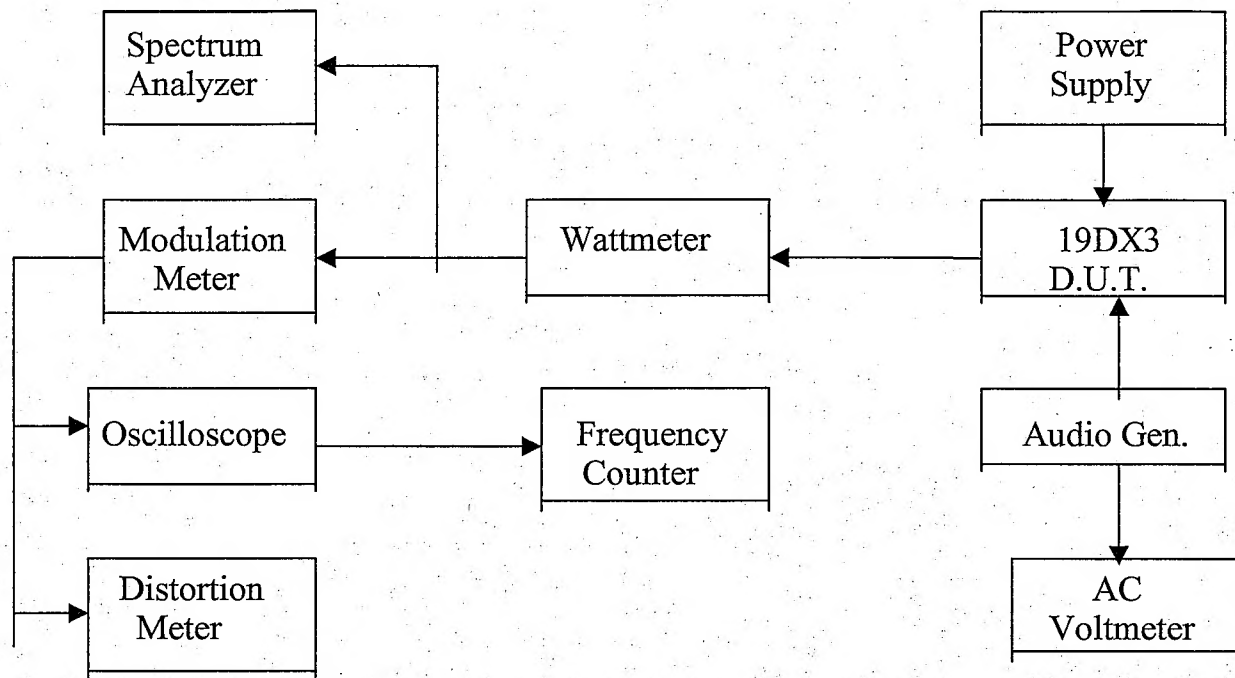 Spectrum
Analyzer
Power
Supply
Modulation
Meter
Wattmeter
19DX3
D.U.T.
Oscilloscope
Frequency
Counter
Audio Gen.
Distortion
Meter
AC
Voltmeter